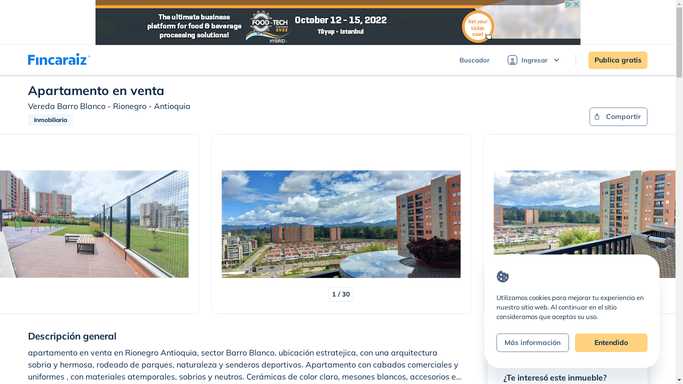 The ultimate business
platform for food & beverage
processing solutions!
FOOD-TECH
HYBRID
October 12 - 15, 2022
Tüyap - Istanbul
Fincaraiz
Buscador
Ingresar
Publica gratis
Apartamento en venta
Vereda Barro Blanco - Rionegro - Antioquia
Inmobiliaria
Compartir
1 / 30
Utilizamos cookies para mejorar tu experiencia en
nuestro sitio web. Al continuar en el sitio
consideramos que aceptas su uso.
Más información
Entendido
Descripción general
apartamento en venta en Rionegro Antioquia, sector Barro Blanco. ubicación estrategica, con una arquitectura
sobria y hermosa, rodeado de parques, naturaleza y senderos deportivos. Apartamento con cabados comerciales y
uniformes , con materiales atemporales, sobrios y neutros. Cerámicas de color claro, mesones blancos, accesorios e...
¿Te interesó este inmueble?